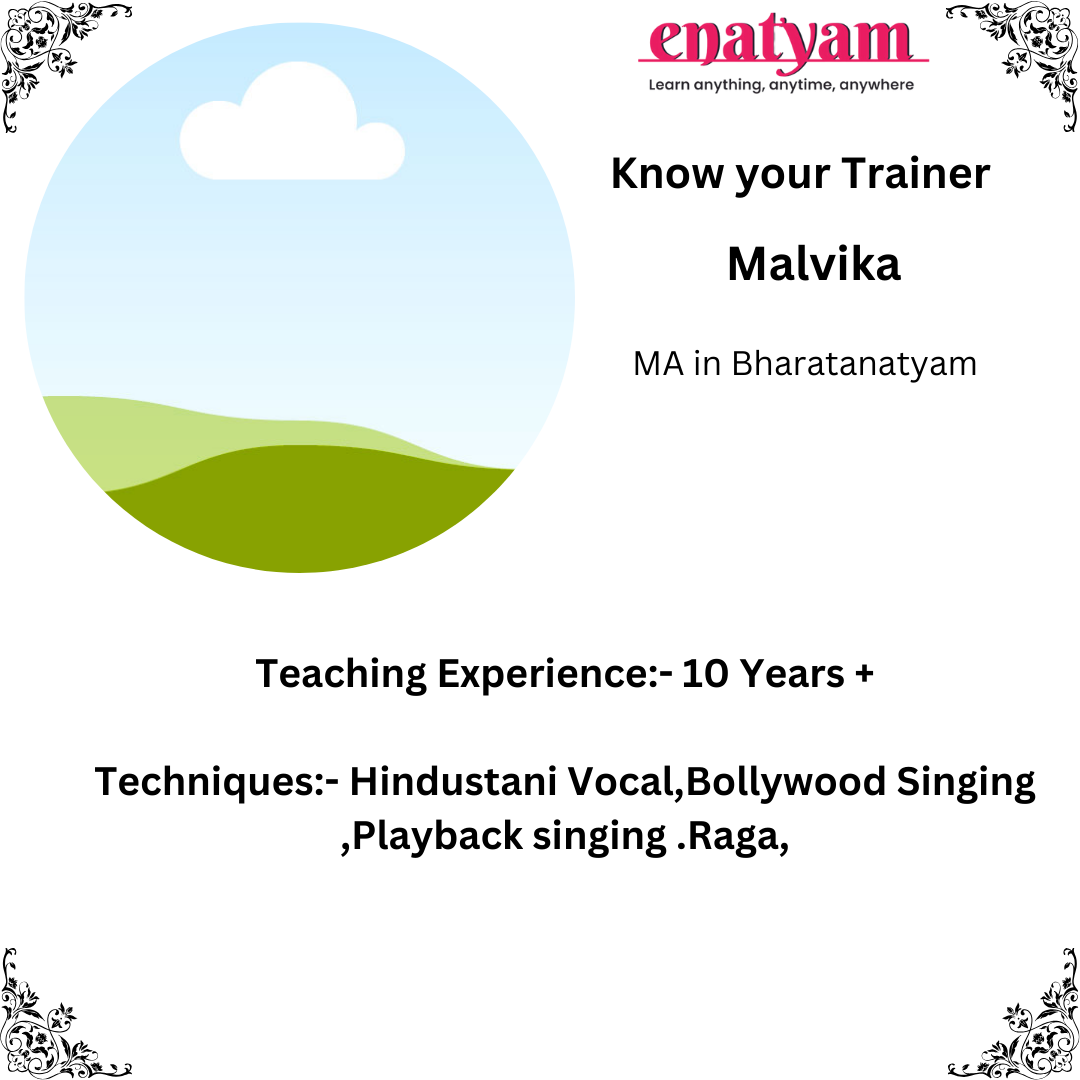 enatyam
Learn anything, anytime, anywhere
Know your Trainer
Malvika
MA in Bharatanatyam
Teaching Experience:- 10 Years +
Techniques:- Hindustani Vocal,Bollywood Singing
,Playback singing .Raga,